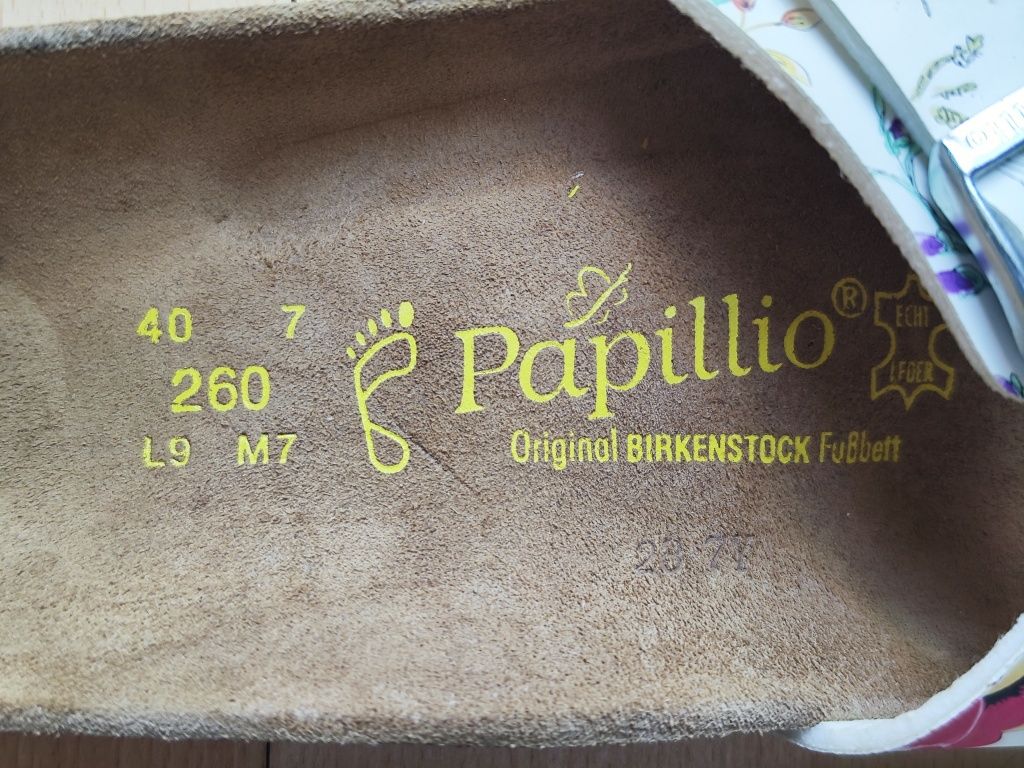 40 7
260
L9 M7
Papillio®
Original BIRKENSTOCK Fußbett
ECHT
LEDER